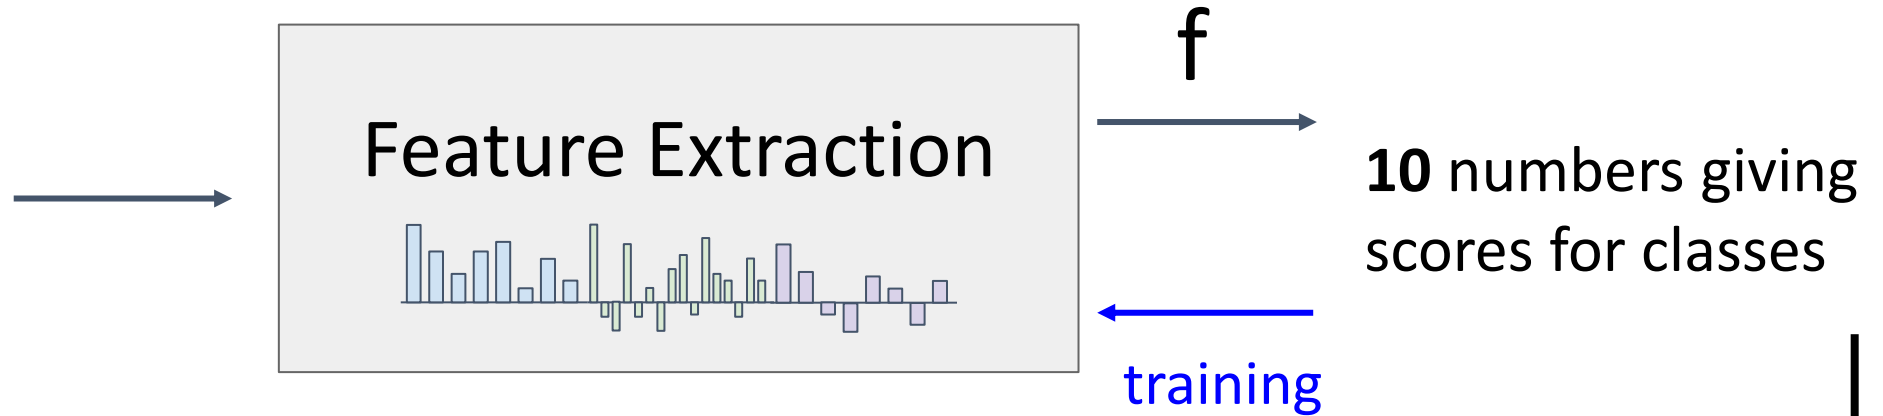 f
Feature Extraction
10 numbers giving
scores for classes
training